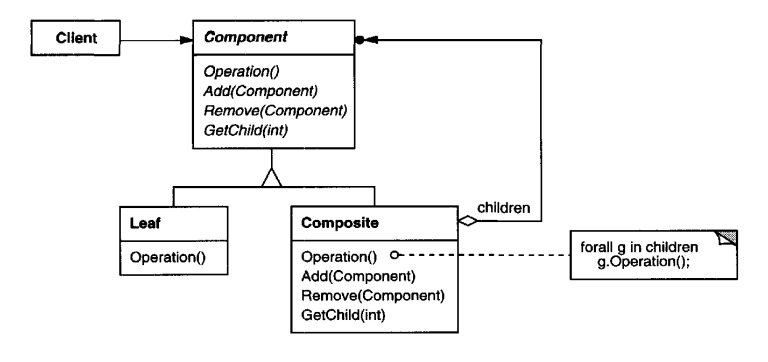 Client
Component
Operation()
Add(Component)
Remove(Component)
GetChild(int)
Leaf
Operation()
Composite
Operation()
Add(Component)
Remove(Component)
GetChild(int)
children
forall g in children
g.Operation();